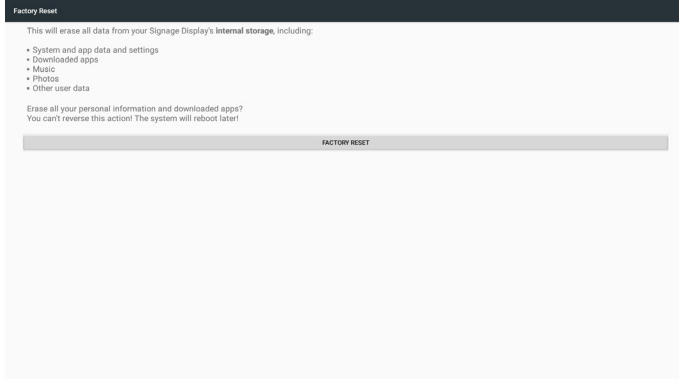 Factory Reset
This will erase all data from your Signage Display's internal storage, including:
• System and app data and settings
• Downloaded apps
• Music
• Photos
• Other user data
Erase all your personal information and downloaded apps?
You can't reverse this action! The system will reboot later!
FACTORY RESET